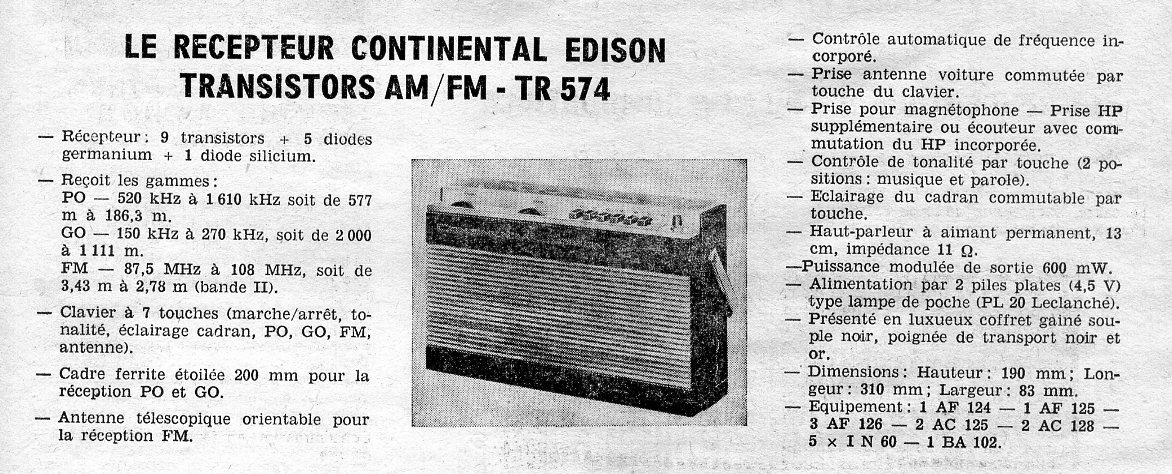 LE RECEPTEUR CONTINENTAL EDISON
TRANSISTORS AM/FM - TR 574
— Récepteur : 9 transistors + 5 diodes
germanium + 1 diode silicium.
— Reçoit les gammes :
PO — 520 kHz à 1 610 kHz soit de 577
m à 186,3 m.
GO — 150 kHz à 270 kHz, soit de 2 000
à 1 111 m.
FM — 87,5 MHz à 108 MHz, soit de
3,43 m à 2,78 m (bande II).
— Clavier à 7 touches (marche/arrêt, to-
nalité, éclairage cadran, PO, GO, FM,
antenne).
— Cadre ferrite étoilée 200 mm pour la
réception PO et GO.
— Antenne télescopique orientable pour
la réception FM.
— Contrôle automatique de fréquence in-
corporé.
— Prise antenne voiture commutée par
touche du clavier.
— Prise pour magnétophone — Prise HP
supplémentaire ou écouteur avec com-
mutation du HP incorporée.
— Contrôle de tonalité par touche (2 po-
sitions : musique et parole).
— Eclairage du cadran commutable par
touche.
— Haut-parleur à aimant permanent, 13
cm, impédance 11 Ω.
—Puissance modulée de sortie 600 mW.
— Alimentation par 2 piles plates (4,5 V)
type lampe de poche (PL 20 Leclanché).
— Présenté en luxueux coffret gainé sou-
ple noir, poignée de transport noir et
or.
— Dimensions : Hauteur : 190 mm ; Lon-
geur : 310 mm ; Largeur : 83 mm.
— Equipement : 1 AF 124 — 1 AF 125 —
3 AF 126 — 2 AC 125 — 2 AC 128 —
5 x I N 60 — 1 BA 102.